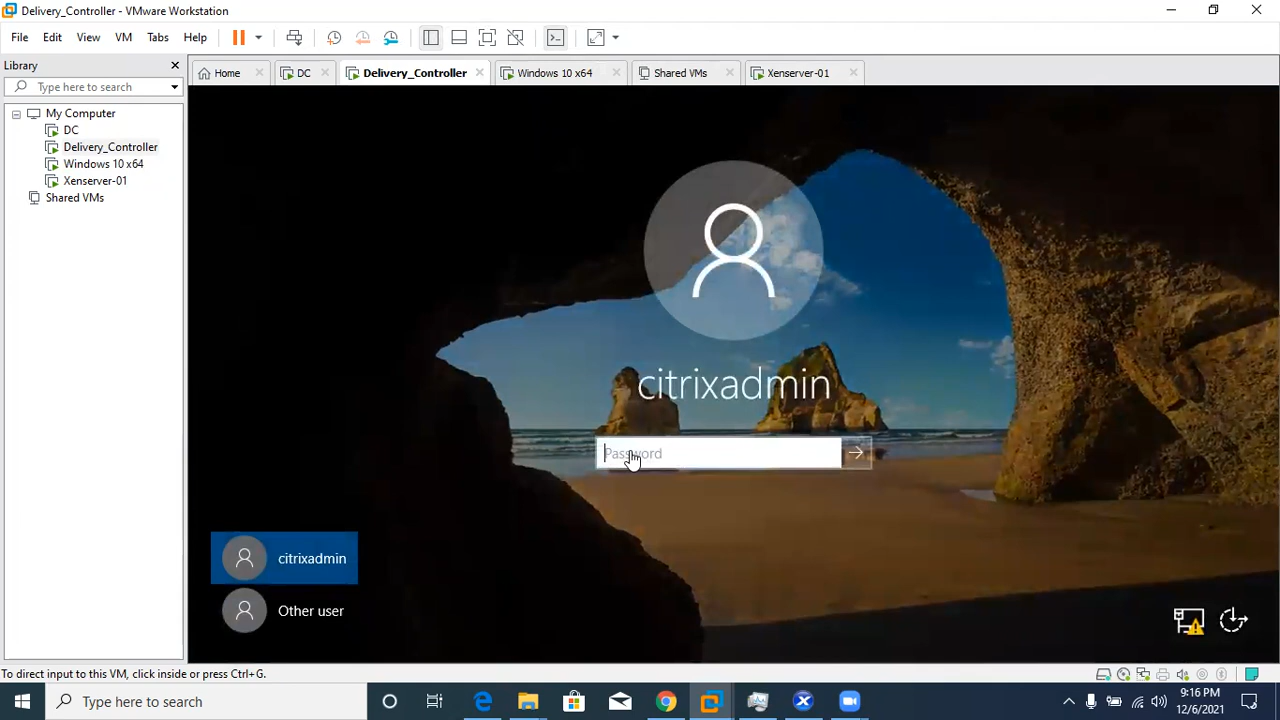 Delivery_Controller - VMware Workstation
File Edit View VM Tabs Help
Library
Type here to search
My Computer
DC
Delivery_Controller
Windows 10 x64
Xenserver-01
Shared VMs
Home DC Delivery_Controller Windows 10 x64 Shared VMs Xenserver-01
citrixadmin
Password
citrixadmin
Other user
To direct input to this VM, click inside or press Ctrl+G.
Type here to search
9:16 PM
12/6/2021